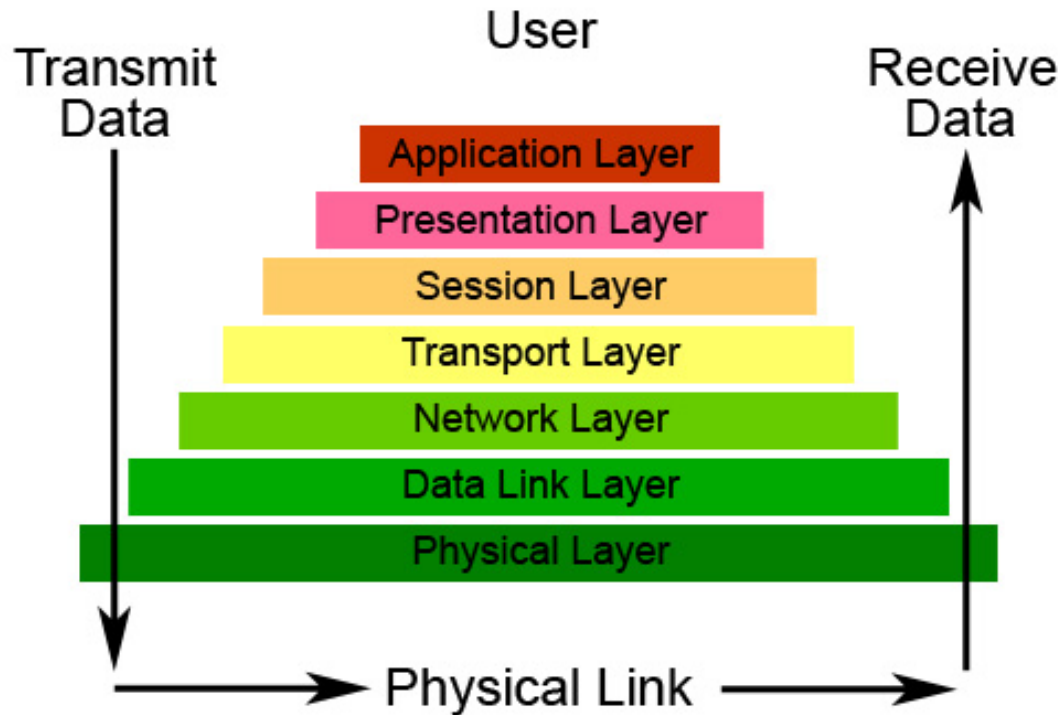 User
Transmit
Data
Receive
Data
Application Layer
Presentation Layer
Session Layer
Transport Layer
Network Layer
Data Link Layer
Physical Layer
Physical Link